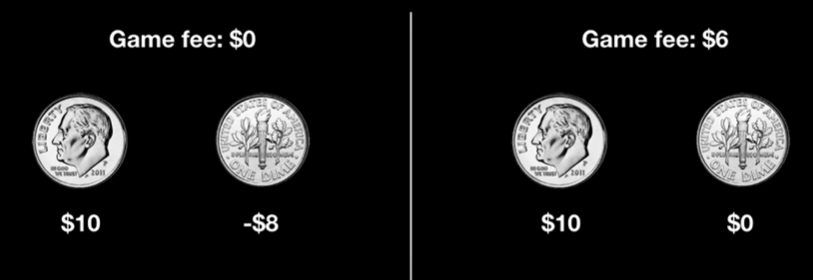 Game fee: $0
LIBERTY
IN GOD
WE TRUST
P
2011
UNITED STATES OF AMERICA
ONE DIME
$10
-$8
Game fee: $6
LIBERTY
IN GOD
WE TRUST
P
2011
UNITED STATES OF AMERICA
ONE DIME
$10
$0